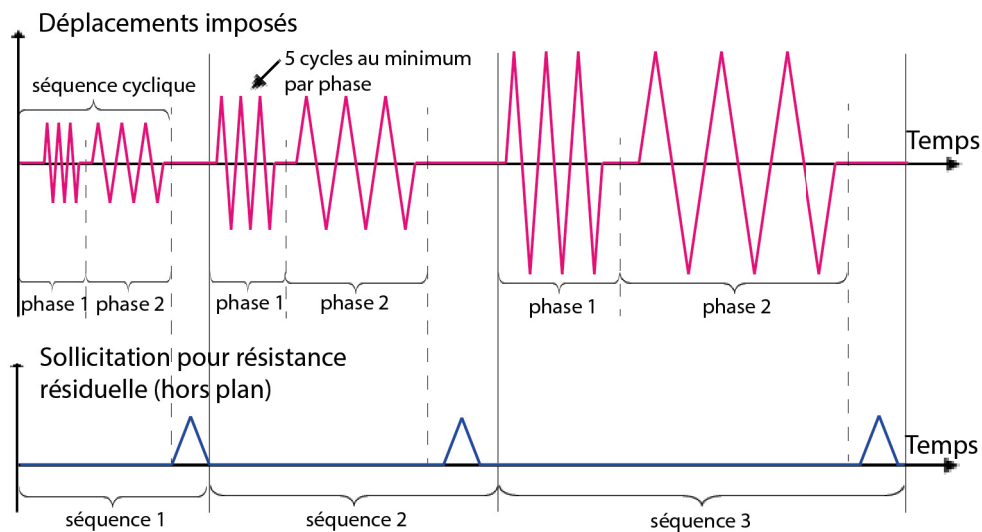 Déplacements imposés
5 cycles au minimum
par phase
séquence cyclique
Temps
phase 1
phase 2
phase 1
phase 2
phase 1
phase 2
Sollicitation pour résistance
résiduelle (hors plan)
Temps
séquence 1
séquence 2
séquence 3